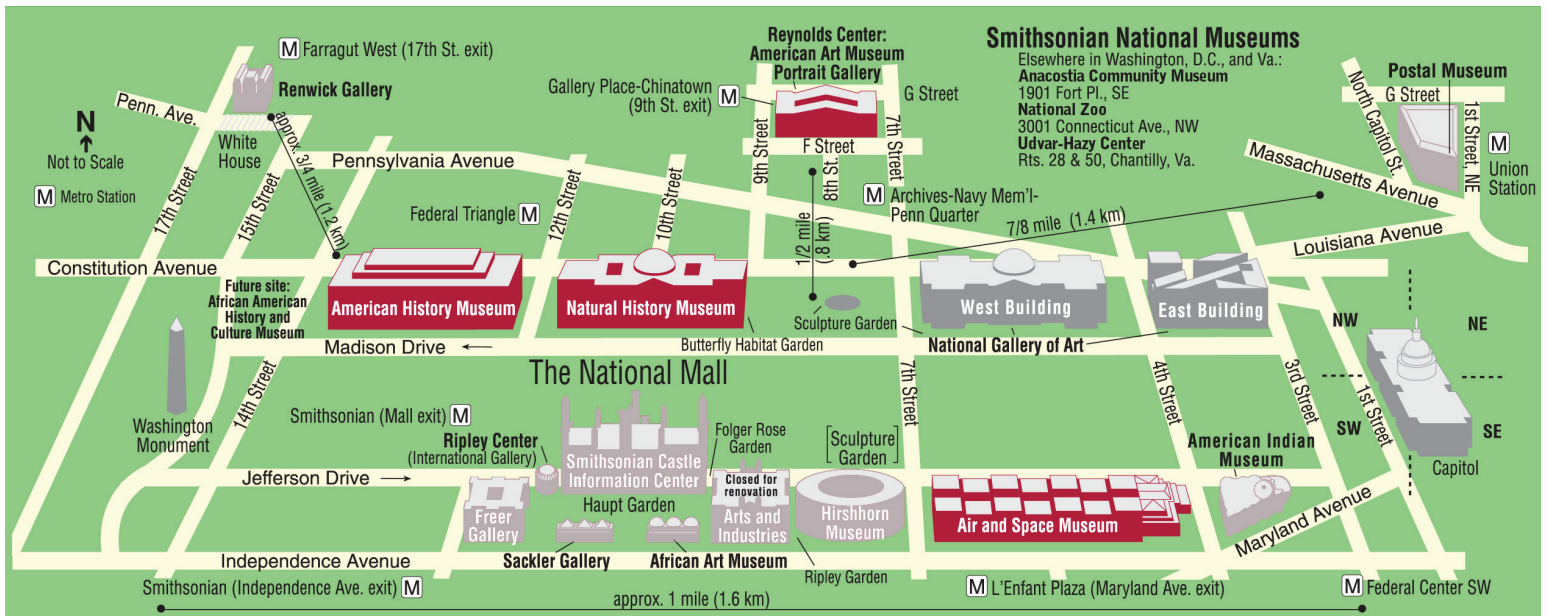 M Farragut West (17th St. exit)
Renwick Gallery
Penn. Ave.
N
Not to Scale
M Metro Station
White
House
approx. 3/4 mile (1.2 km)
17th Street
15th Street
Pennsylvania Avenue
Reynolds Center:
American Art Museum
Portrait Gallery
Gallery Place-Chinatown
(9th St. exit)
M
G Street
F Street
9th Street
8th St.
7th Street
Smithsonian National Museums
Elsewhere in Washington, D.C., and Va.:
Anacostia Community Museum
1901 Fort Pl., SE
National Zoo
3001 Connecticut Ave., NW
Udvar-Hazy Center
Rts. 28 & 50, Chantilly, Va.
Postal Museum
G Street
North Capitol St.
1st Street, NE
M
Union
Station
Massachusetts Avenue
Louisiana Avenue
M Archives-Navy Mem'l-
Penn Quarter
7/8 mile (1.4 km)
1/2 mile
(.8 km)
Federal Triangle M
12th Street
10th Street
Constitution Avenue
Future site:
African American
History and
Culture Museum
American History Museum
Natural History Museum
West Building
East Building
Sculpture Garden
Butterfly Habitat Garden
National Gallery of Art
Madison Drive
The National Mall
14th Street
7th Street
4th Street
3rd Street
1st Street
NW
NE
SW
SE
Capitol
Washington
Monument
Smithsonian (Mall exit) M
Ripley Center
(International Gallery)
Smithsonian Castle
Information Center
Folger Rose
Garden
[Sculpture
Garden]
American Indian
Museum
Jefferson Drive
Haupt Garden
Closed for
renovation
Arts and
Industries
Hirshhorn
Museum
Air and Space Museum
Freer
Gallery
Sackler Gallery
African Art Museum
Ripley Garden
Maryland Avenue
Independence Avenue
Smithsonian (Independence Ave. exit) M
M L'Enfant Plaza (Maryland Ave. exit)
M Federal Center SW
approx. 1 mile (1.6 km)